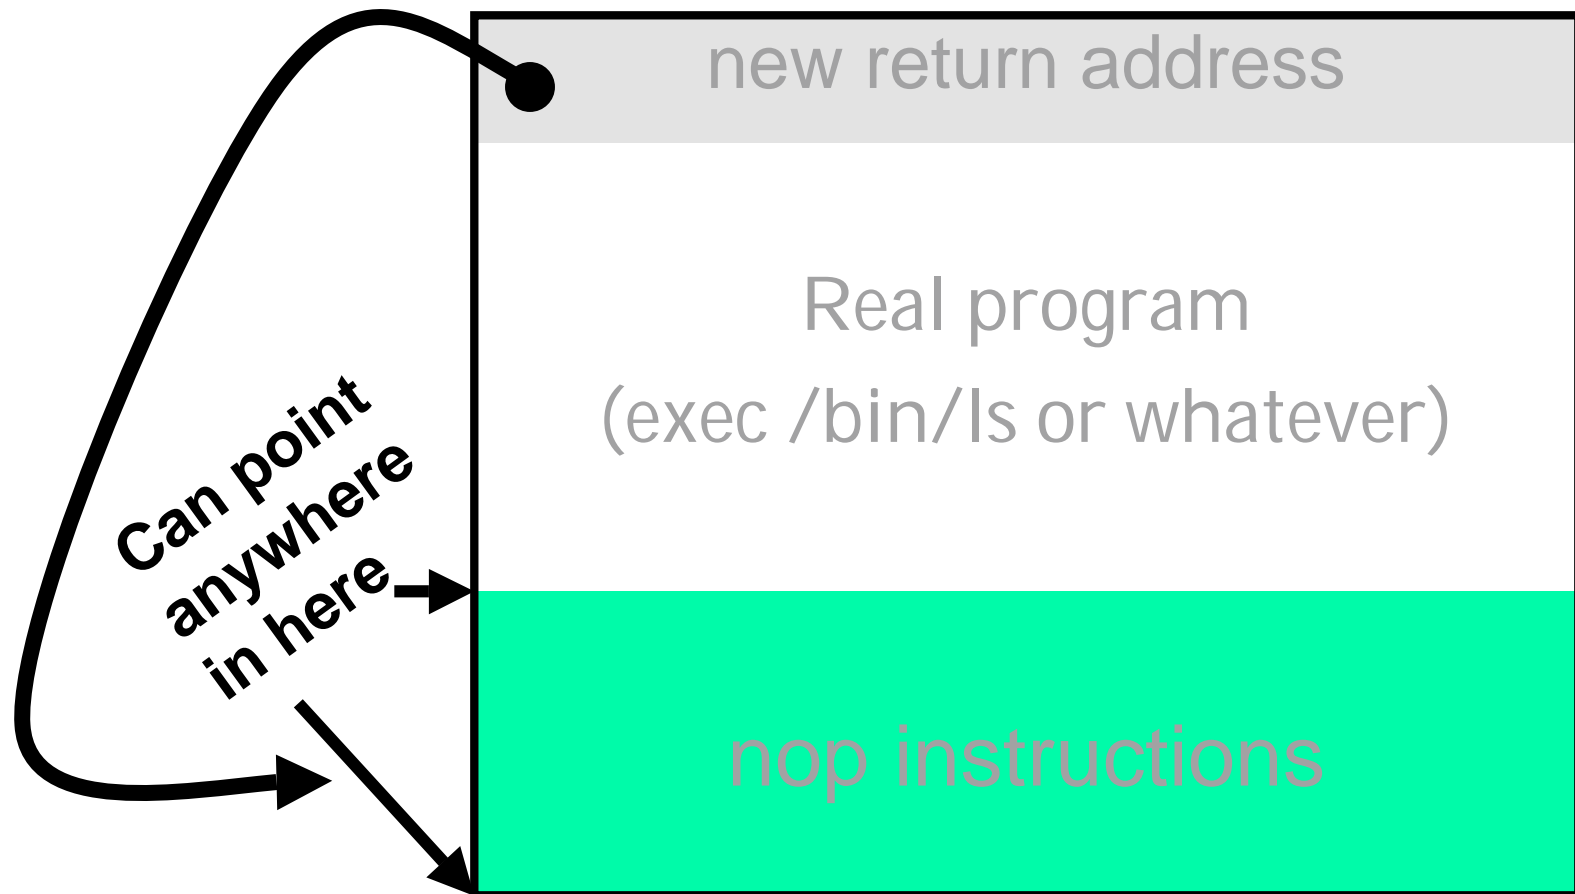 new return address
Real program
(exec /bin/ls or whatever)
Can point
anywhere
in here
nop instructions